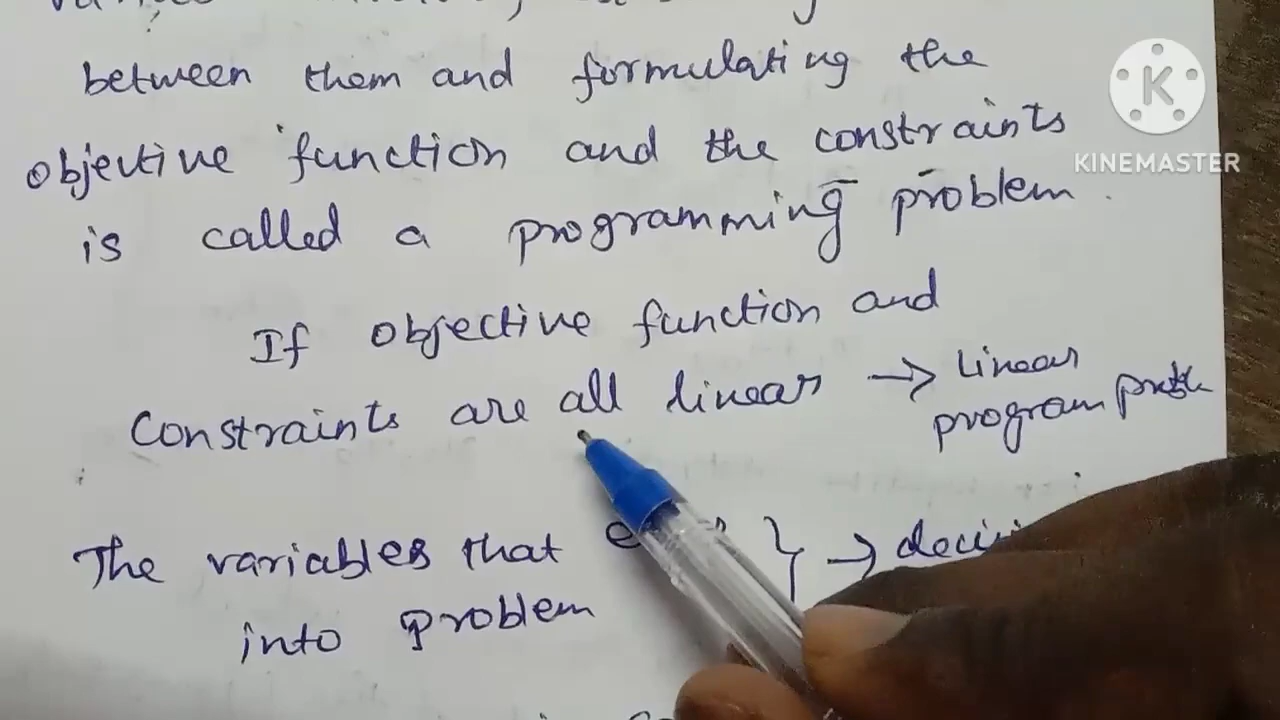 between them and formulating the
objective function and the constraints
is called a programming problem.
If objective function and
constraints are all linear → linear
program prob
The variables that } →
into problem
K
KINEMASTER